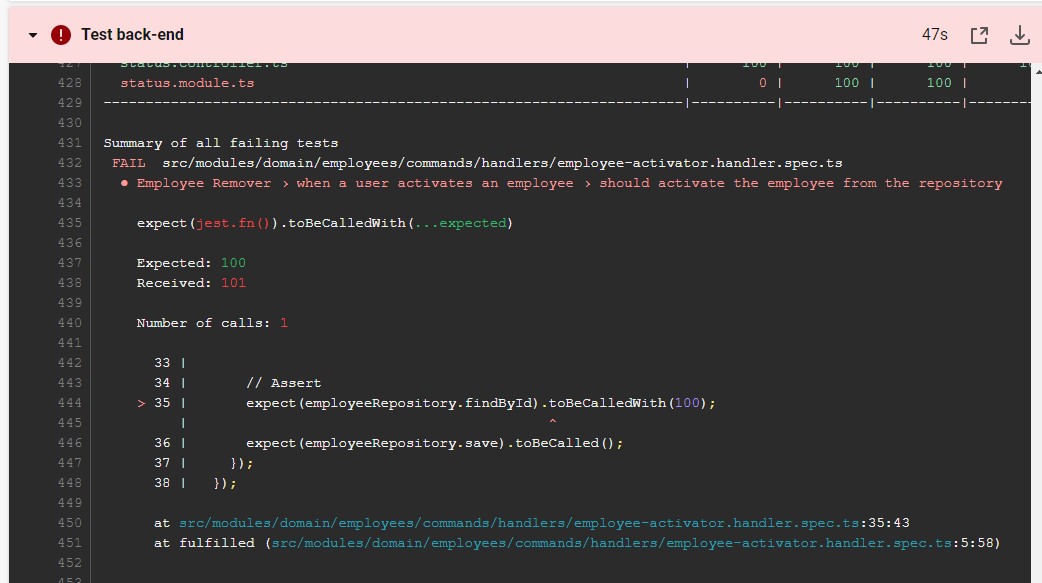 Test back-end 47s
427 status.controller.ts | 100 | 100 | 100 |
428 status.module.ts | 0 | 100 | 100 |
429 ----------------------------------------------------------------------|----------|----------|----------|-------
430
431 Summary of all failing tests
432 FAIL src/modules/domain/employees/commands/handlers/employee-activator.handler.spec.ts
433 ● Employee Remover › when a user activates an employee › should activate the employee from the repository
434
435 expect(jest.fn()).toBeCalledWith(...expected)
436
437 Expected: 100
438 Received: 101
439
440 Number of calls: 1
441
442 33 |
443 34 | // Assert
444 > 35 | expect(employeeRepository.findById).toBeCalledWith(100);
445 | ^
446 36 | expect(employeeRepository.save).toBeCalled();
447 37 | });
448 38 | });
449
450 at src/modules/domain/employees/commands/handlers/employee-activator.handler.spec.ts:35:43
451 at fulfilled (src/modules/domain/employees/commands/handlers/employee-activator.handler.spec.ts:5:58)
452
453